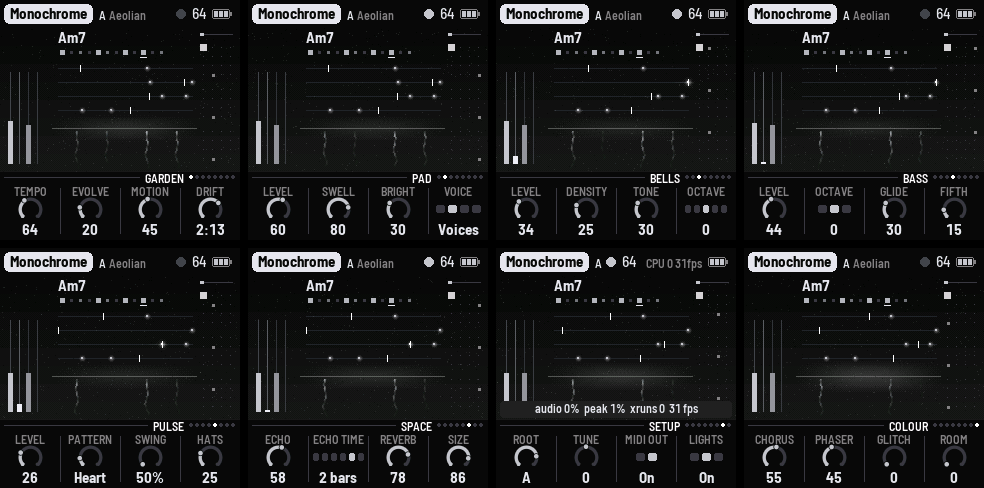 Monochrome A Aeolian 64
Am7
GARDEN
TEMPO EVOLVE MOTION DRIFT
64 20 45 2:13
Monochrome A Aeolian 64
Am7
PAD
LEVEL SWELL BRIGHT VOICE
60 80 30 Voices
Monochrome A Aeolian 64
Am7
BELLS
LEVEL DENSITY TONE OCTAVE
34 25 30 0
Monochrome A Aeolian 64
Am7
BASS
LEVEL OCTAVE GLIDE FIFTH
44 0 30 15
Monochrome A Aeolian 64
Am7
PULSE
LEVEL PATTERN SWING HATS
26 Heart 50% 25
Monochrome A Aeolian 64
Am7
SPACE
ECHO ECHO TIME REVERB SIZE
58 2 bars 78 86
Monochrome A 64 CPU 0 31fps
Am7
audio 0% peak 1% xruns 0 31 fps
SETUP
ROOT TUNE MIDI OUT LIGHTS
A 0 On On
Monochrome A Aeolian 64
Am7
COLOUR
CHORUS PHASER GLITCH ROOM
55 45 0 0